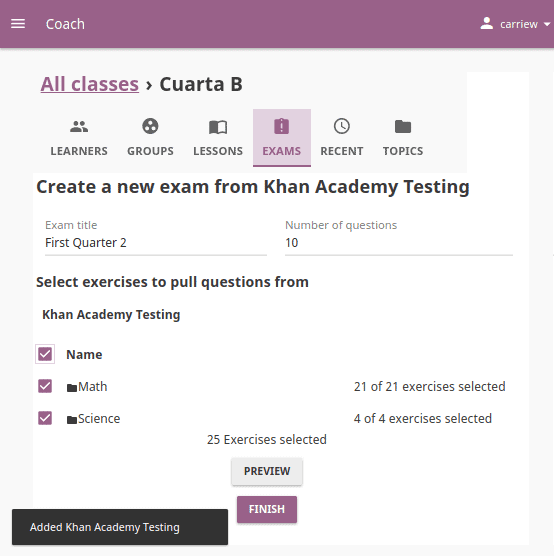 Coach
carriew
All classes › Cuarta B
LEARNERS GROUPS LESSONS EXAMS RECENT TOPICS
Create a new exam from Khan Academy Testing
Exam title Number of questions
First Quarter 2 10
Select exercises to pull questions from
Khan Academy Testing
Name
Math 21 of 21 exercises selected
Science 4 of 4 exercises selected
25 Exercises selected
PREVIEW
FINISH
Added Khan Academy Testing